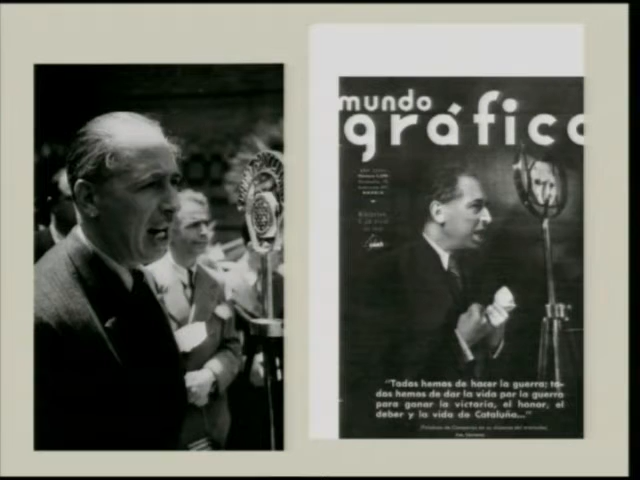 mundo
gráfico
"Todos hemos de hacer la guerra; to-
dos hemos de dar la vida por la guerra
para ganar la victoria, el honor, el
deber y la vida de Cataluña..."